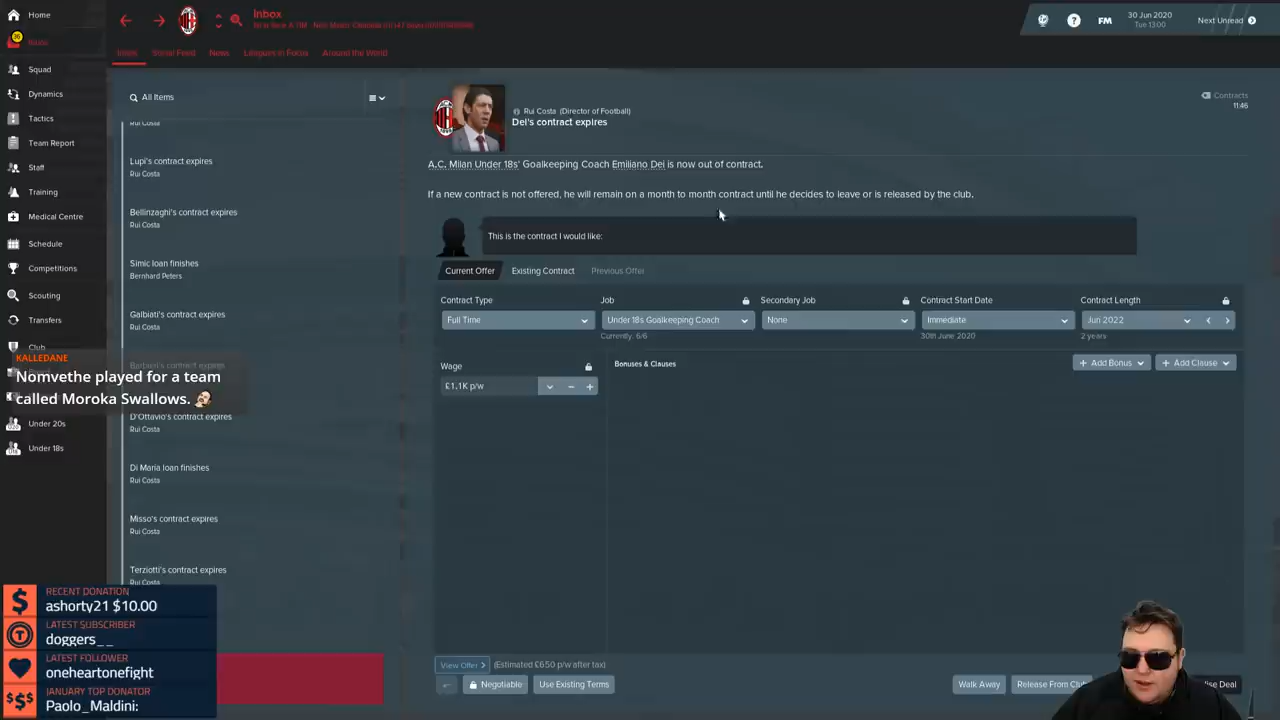 Home
Inbox
30 Jun 2020
Tue 13:00
FM
Next Unread
Squad
Dynamics
Tactics
Team Report
Staff
Training
Medical Centre
Schedule
Competitions
Scouting
Transfers
Club
Under 20s
Under 18s
Inbox
Social Feed
News
Leagues in Focus
Around the World
All Items
Rui Costa
Lupi's contract expires
Rui Costa
Bellinzaghi's contract expires
Rui Costa
Simic loan finishes
Bernhard Peters
Galbiati's contract expires
Rui Costa
D'Ottavio's contract expires
Rui Costa
Di Maria loan finishes
Rui Costa
Misso's contract expires
Rui Costa
Terziotti's contract expires
Rui Costa
Rui Costa (Director of Football)
Dei's contract expires
Contracts
11:46
A.C. Milan Under 18s' Goalkeeping Coach Emiliano Dei is now out of contract.
If a new contract is not offered, he will remain on a month to month contract until he decides to leave or is released by the club.
This is the contract I would like:
Current Offer
Existing Contract
Previous Offer
Contract Type
Job
Secondary Job
Contract Start Date
Contract Length
Full Time
Under 18s Goalkeeping Coach
None
Immediate
Jun 2022
Currently: 6/6
30th June 2020
2 years
Wage
£1.1K p/w
Bonuses & Clauses
Add Bonus
Add Clause
View Offer
(Estimated £650 p/w after tax)
Negotiable
Use Existing Terms
Walk Away
Release From Club
KALLEDANE
Nomvethe played for a team
called Moroka Swallows.
RECENT DONATION
ashorty21 $10.00
LATEST SUBSCRIBER
doggers__
LATEST FOLLOWER
oneheartonefight
JANUARY TOP DONATOR
Paolo_Maldini: